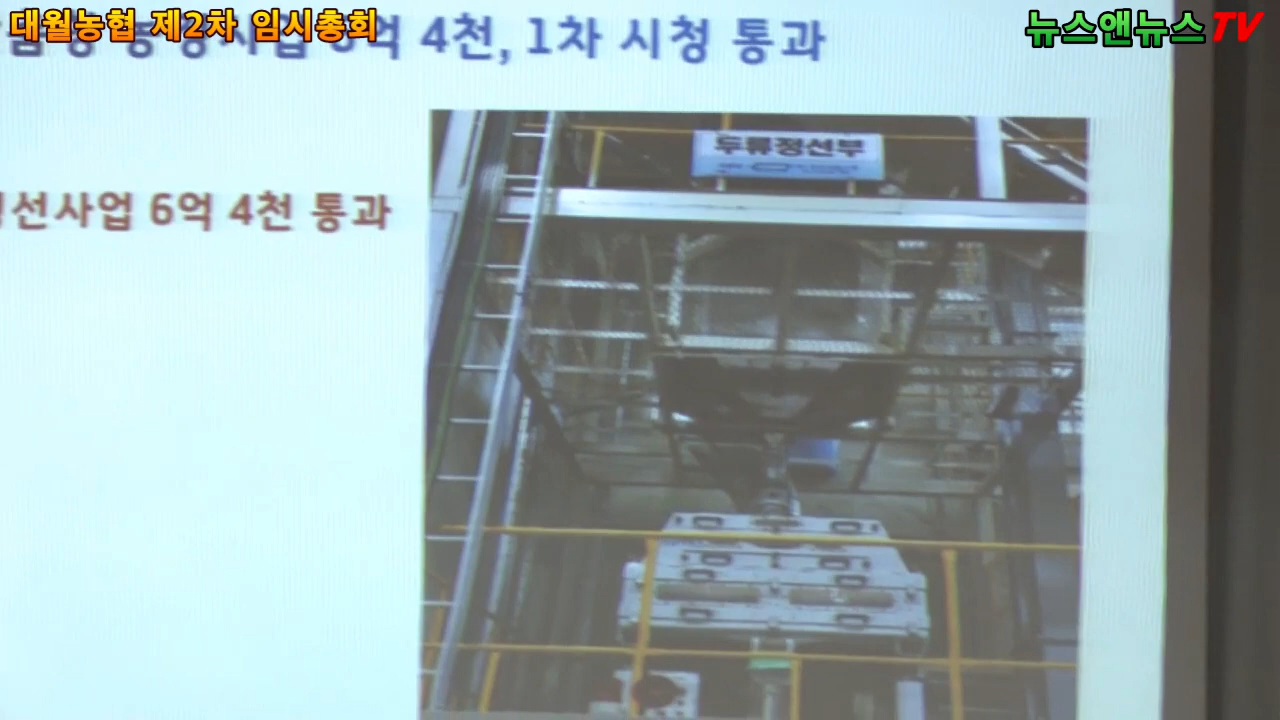 대월농협 제2차 임시총회
뉴스앤뉴스TV
4천, 1차 시청 통과
두류정선부
선사업 6억 4천 통과